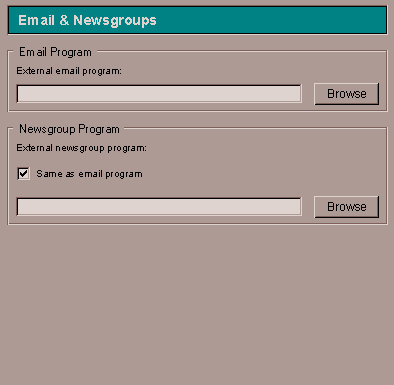 Email & Newsgroups
Email Program
External email program:
Browse
Newsgroup Program
External newsgroup program:
Same as email program
Browse